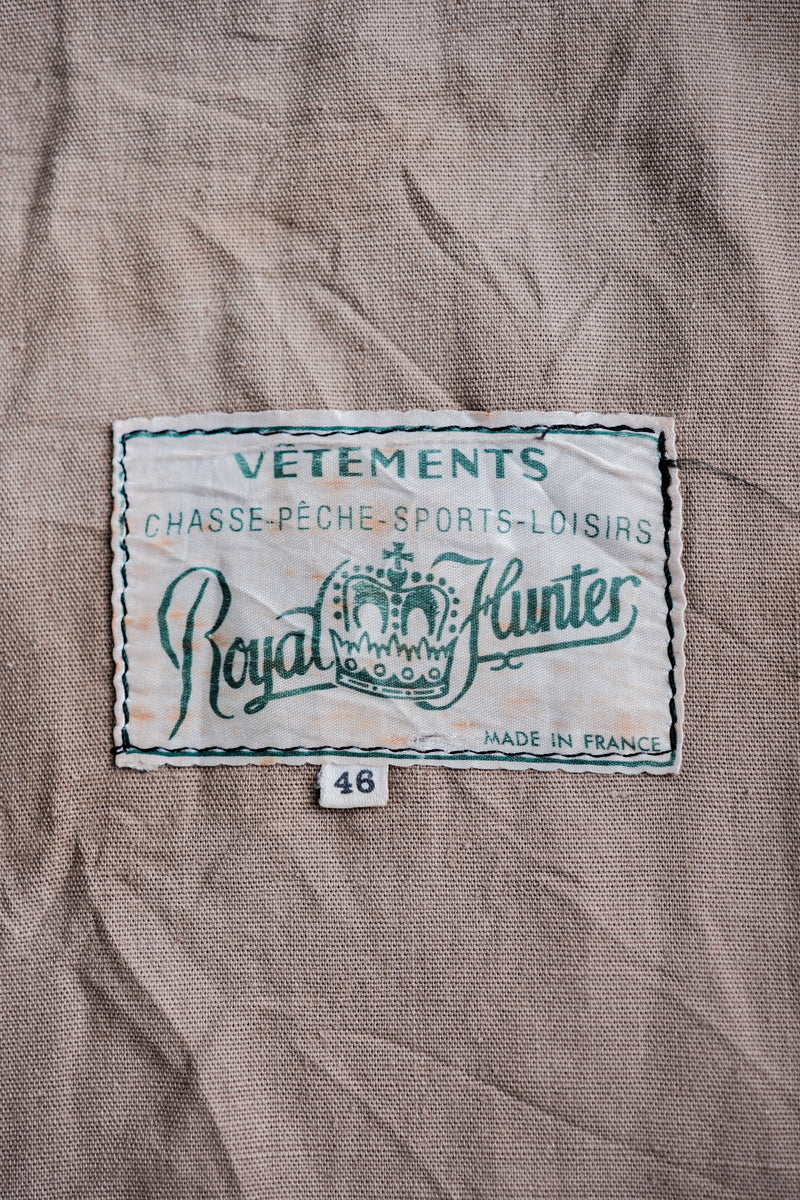 VÊTEMENTS
CHASSE-PÊCHE-SPORTS-LOISIRS
Royal Hunter
MADE IN FRANCE
46